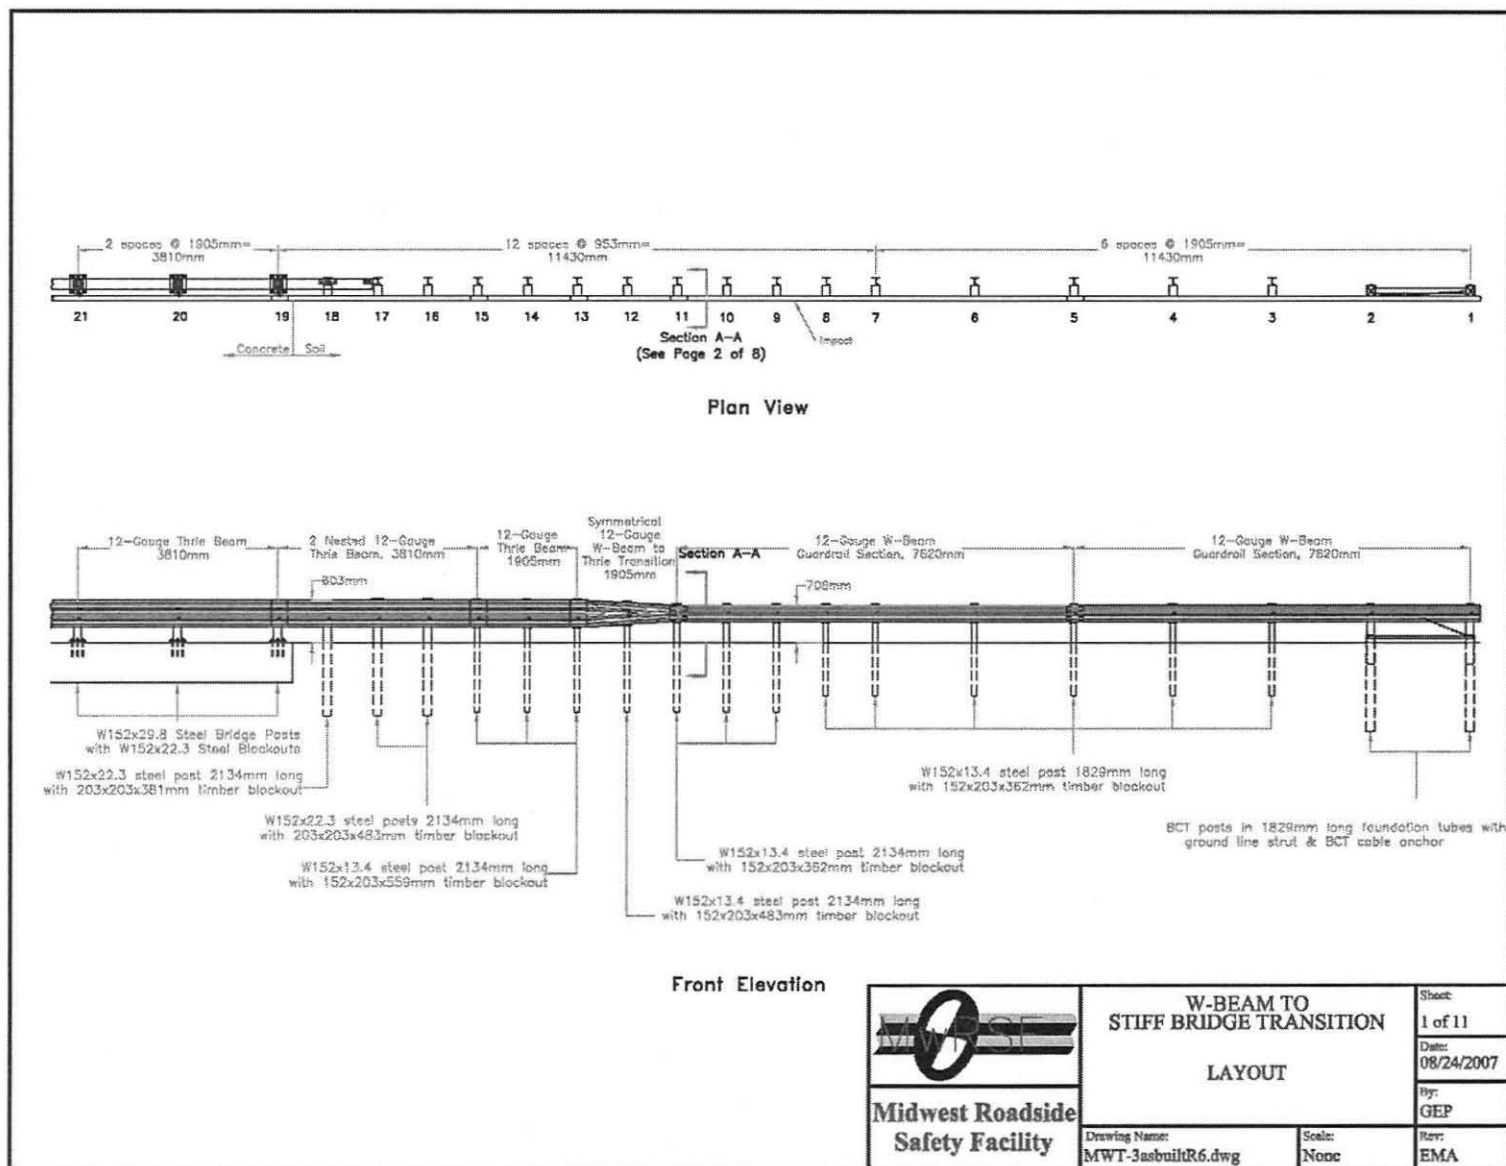 2 spaces @ 1905mm=
3810mm
12 spaces @ 953mm=
11430mm
6 spaces @ 1905mm=
11430mm
21 20 19 18 17 16 15 14 13 12 11 10 9 8 7 6 5 4 3 2 1
Concrete Soil
Section A-A
(See Page 2 of 8)
Impact
Plan View
12-Gauge Thrie Beam
3810mm
2 Nested 12-Gauge
Thrie Beam, 3810mm
12-Gauge
Thrie Beam
1905mm
Symmetrical
12-Gauge
W-Beam to
Thrie Transition
1905mm
Section A-A
12-Gauge W-Beam
Guardrail Section, 7620mm
12-Gauge W-Beam
Guardrail Section, 7620mm
803mm
706mm
W152x29.8 Steel Bridge Posts
with W152x22.3 Steel Blockouts
W152x22.3 steel post 2134mm long
with 203x203x381mm timber blockout
W152x22.3 steel posts 2134mm long
with 203x203x483mm timber blockout
W152x13.4 steel post 2134mm long
with 152x203x559mm timber blockout
W152x13.4 steel post 2134mm long
with 152x203x362mm timber blockout
W152x13.4 steel post 2134mm long
with 152x203x483mm timber blockout
W152x13.4 steel post 1829mm long
with 152x203x362mm timber blockout
BCT posts in 1829mm long foundation tubes with
ground line strut & BCT cable anchor
Front Elevation
MwRSF
Midwest Roadside
Safety Facility
W-BEAM TO
STIFF BRIDGE TRANSITION
LAYOUT
Drawing Name:
MWT-3asbuiltR6.dwg
Scale:
None
Sheet:
1 of 11
Date:
08/24/2007
By:
GEP
Rev:
EMA